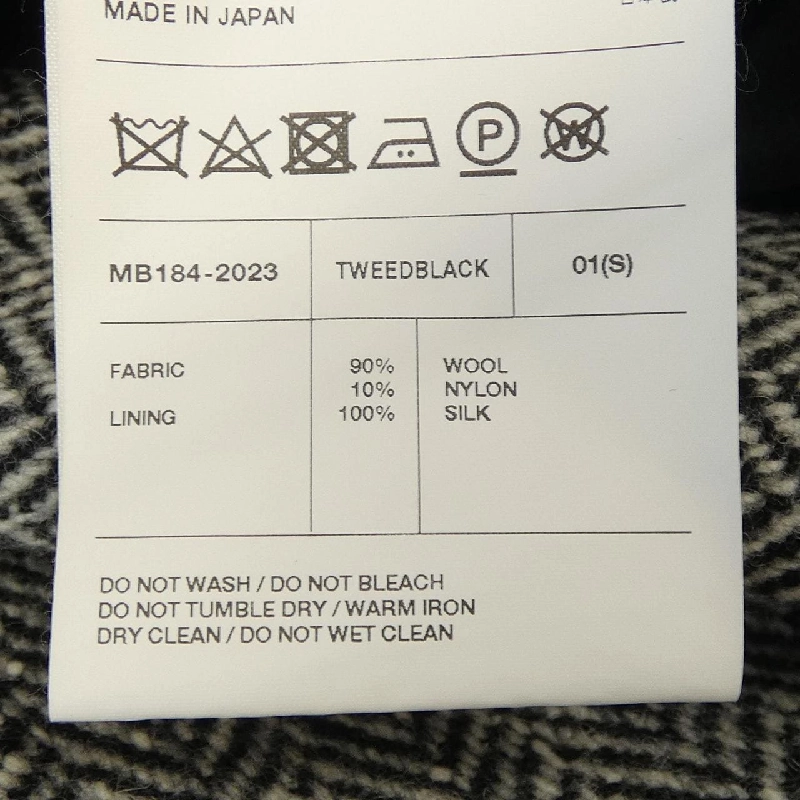 MADE IN JAPAN
P W
MB184-2023 TWEEDBLACK 01(S)
FABRIC 90% WOOL
10% NYLON
LINING 100% SILK
DO NOT WASH / DO NOT BLEACH
DO NOT TUMBLE DRY / WARM IRON
DRY CLEAN / DO NOT WET CLEAN